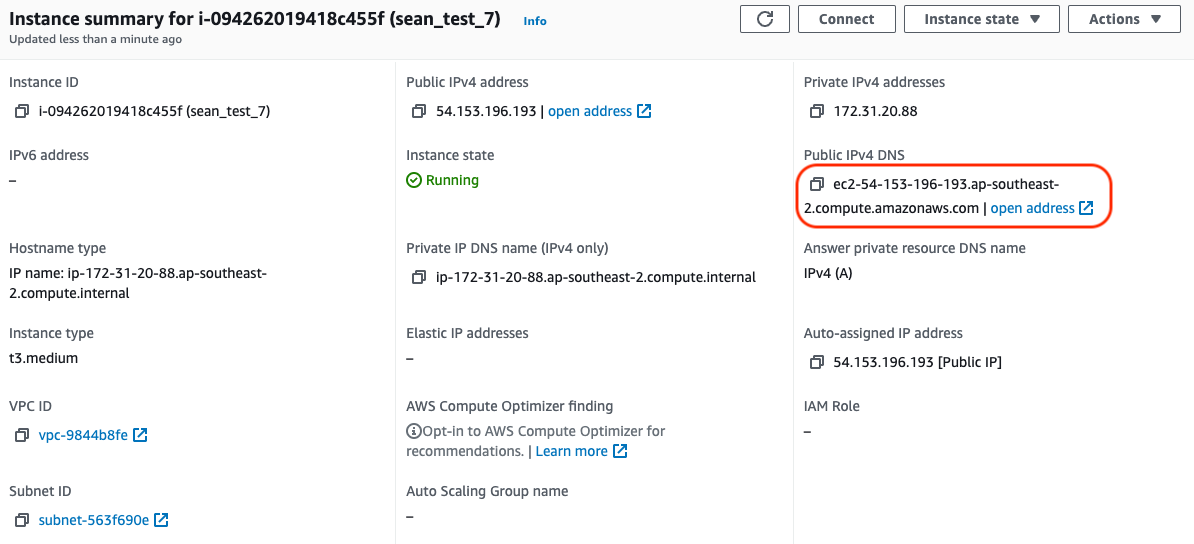 Instance summary for i-094262019418c455f (sean_test_7) Info
Updated less than a minute ago
Connect
Instance state
Actions
Instance ID
i-094262019418c455f (sean_test_7)
Public IPv4 address
54.153.196.193 | open address
Private IPv4 addresses
172.31.20.88
IPv6 address
–
Instance state
Running
Public IPv4 DNS
ec2-54-153-196-193.ap-southeast-
2.compute.amazonaws.com | open address
Hostname type
IP name: ip-172-31-20-88.ap-southeast-
2.compute.internal
Private IP DNS name (IPv4 only)
ip-172-31-20-88.ap-southeast-2.compute.internal
Answer private resource DNS name
IPv4 (A)
Instance type
t3.medium
Elastic IP addresses
–
Auto-assigned IP address
54.153.196.193 [Public IP]
VPC ID
vpc-9844b8fe
AWS Compute Optimizer finding
Opt-in to AWS Compute Optimizer for
recommendations. | Learn more
IAM Role
–
Subnet ID
subnet-563f690e
Auto Scaling Group name
–